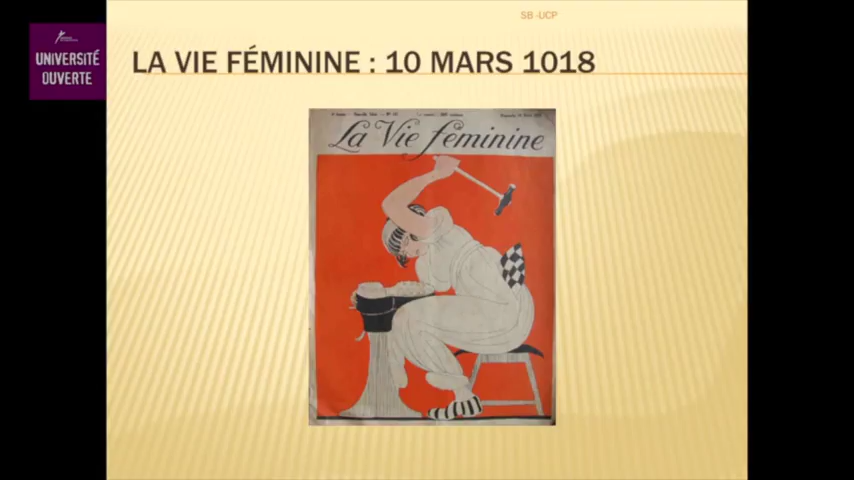 SB -UCP
UNIVERSITÉ
OUVERTE
LA VIE FÉMININE : 10 MARS 1018
La Vie féminine